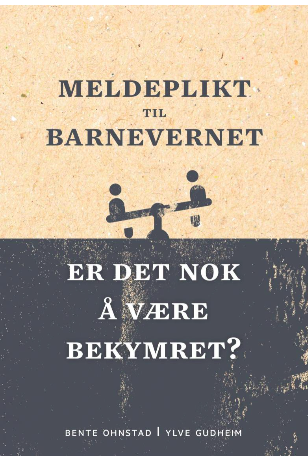 MELDEPLIKT
TIL
BARNEVERNET
ER DET NOK
Å VÆRE
BEKYMRET?
BENTE OHNSTAD | YLVE GUDHEIM